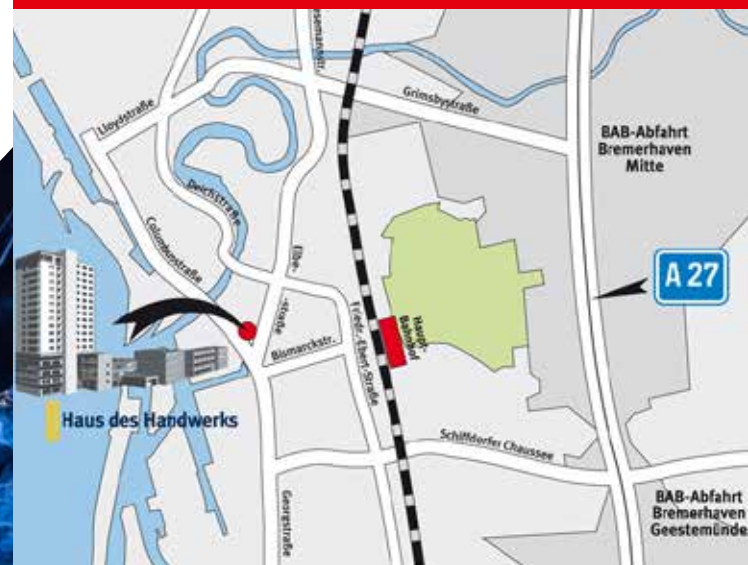 esemannstr.
Grimsbystraße
Lloydstraße
BAB-Abfahrt
Bremerhaven
Mitte
Deichstraße
Columbusstraße
Elbe-
straße
A 27
Haupt-
Bahnhof
Friedr.-Ebert-Straße
Bismarckstr.
Haus des Handwerks
Schiffdorfer Chaussee
Georgstraße
BAB-Abfahrt
Bremerhaven
Geestemünde